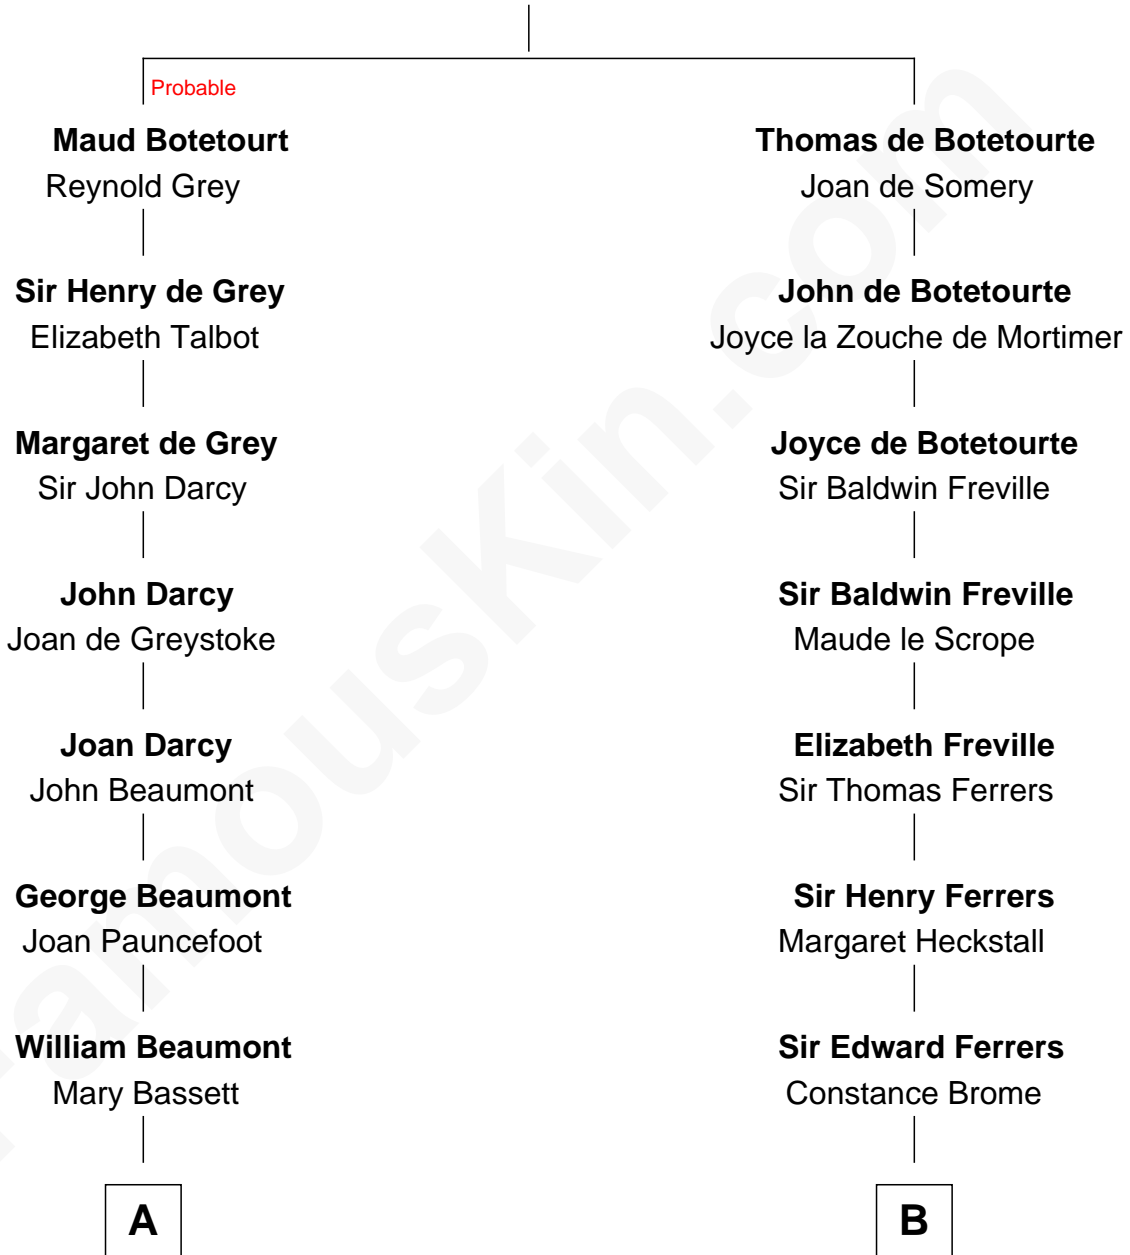 Probable
Maud Botetourt
Reynold Grey
Sir Henry de Grey
Elizabeth Talbot
Margaret de Grey
Sir John Darcy
John Darcy
Joan de Greystoke
Joan Darcy
John Beaumont
George Beaumont
Joan Pauncefoot
William Beaumont
Mary Bassett
A
Thomas de Botetourte
Joan de Somery
John de Botetourte
Joyce la Zouche de Mortimer
Joyce de Botetourte
Sir Baldwin Freville
Sir Baldwin Freville
Maude le Scrope
Elizabeth Freville
Sir Thomas Ferrers
Sir Henry Ferrers
Margaret Heckstall
Sir Edward Ferrers
Constance Brome
B
FamousKin.com